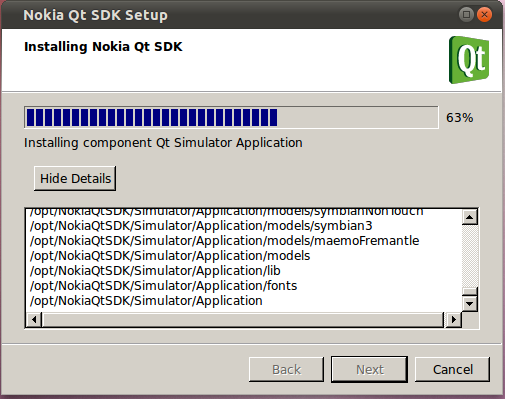 Nokia Qt SDK Setup
Installing Nokia Qt SDK
Qt
63%
Installing component Qt Simulator Application
Hide Details
/opt/NokiaQtSDK/Simulator/Application/models/symbianNonTouch
/opt/NokiaQtSDK/Simulator/Application/models/symbian3
/opt/NokiaQtSDK/Simulator/Application/models/maemoFremantle
/opt/NokiaQtSDK/Simulator/Application/models
/opt/NokiaQtSDK/Simulator/Application/lib
/opt/NokiaQtSDK/Simulator/Application/fonts
/opt/NokiaQtSDK/Simulator/Application
Back Next Cancel